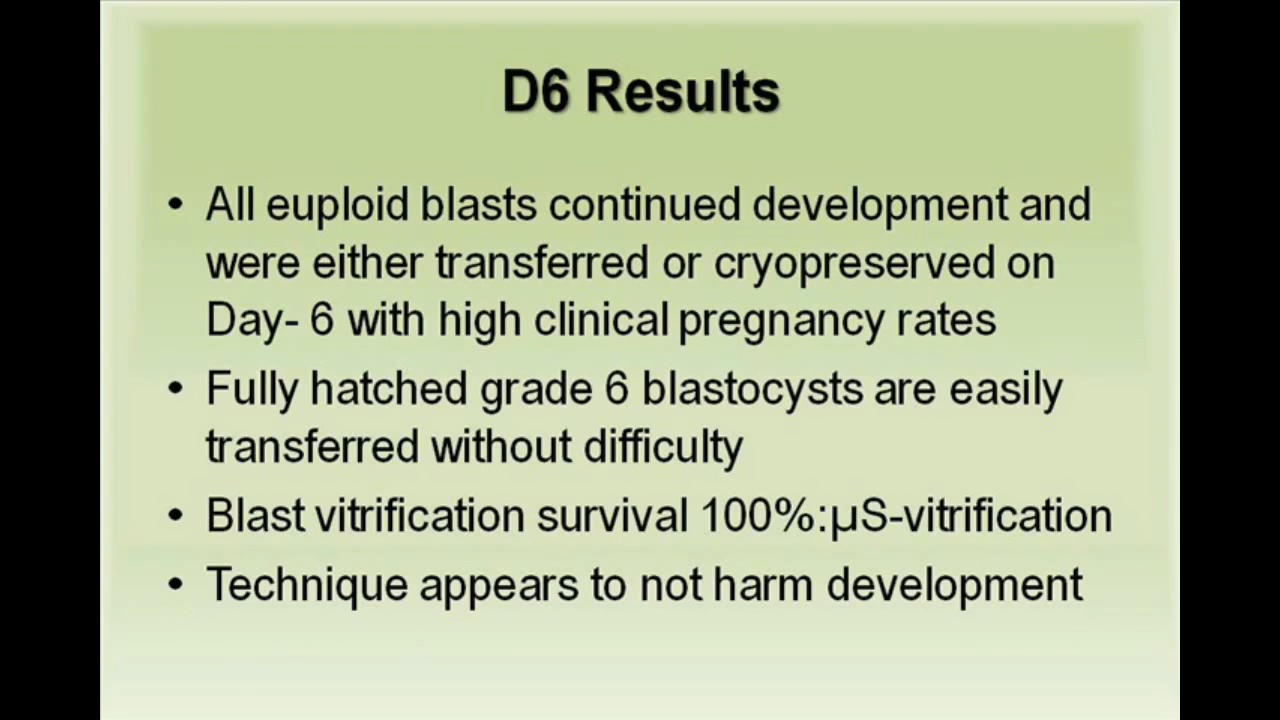 D6 Results
• All euploid blasts continued development and
were either transferred or cryopreserved on
Day- 6 with high clinical pregnancy rates
• Fully hatched grade 6 blastocysts are easily
transferred without difficulty
• Blast vitrification survival 100%:µS-vitrification
• Technique appears to not harm development